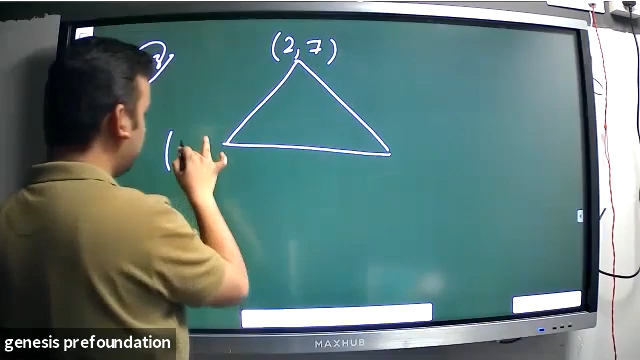 (2, 7)
(
genesis prefoundation
MAXHUB